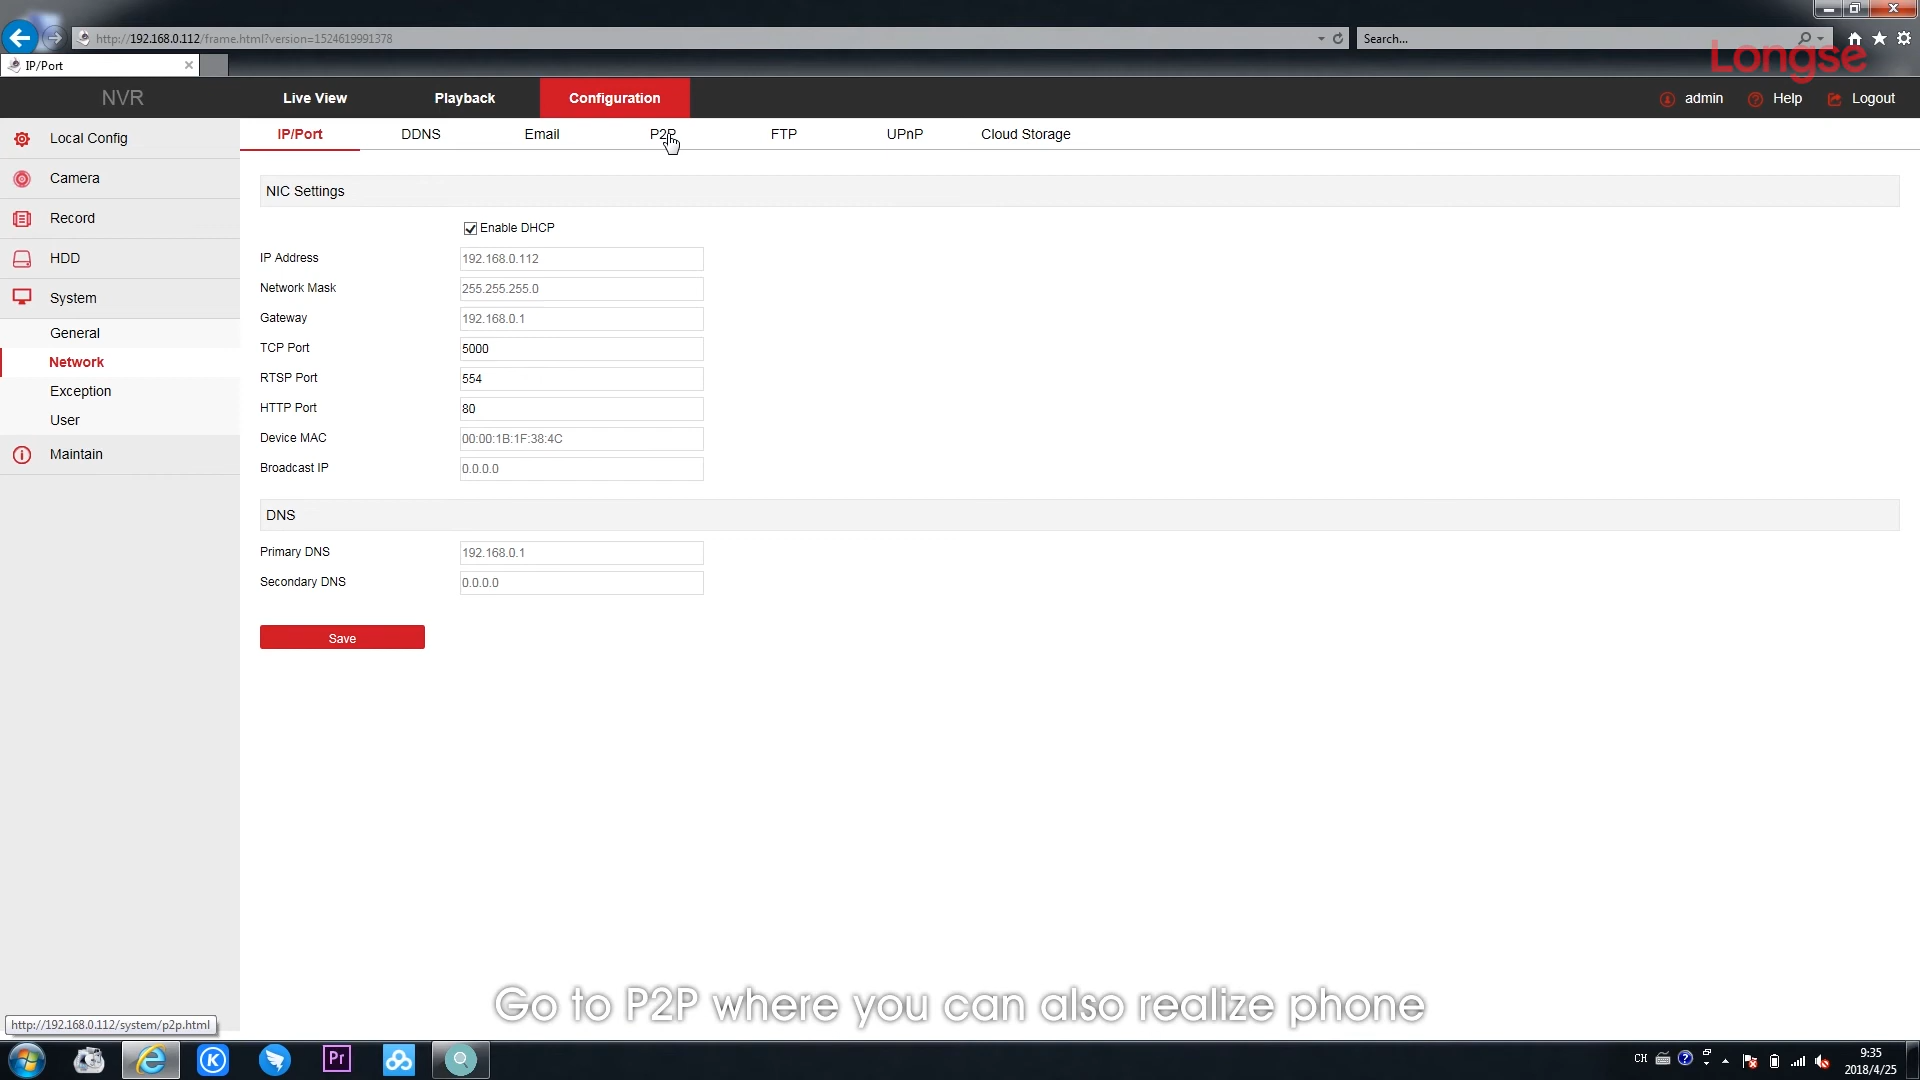 http://192.168.0.112/frame.html?version=1524619991378
Search...
IP/Port
Longse
NVR
Live View
Playback
Configuration
admin
Help
Logout
Local Config
Camera
Record
HDD
System
General
Network
Exception
User
Maintain
IP/Port
DDNS
Email
P2P
FTP
UPnP
Cloud Storage
NIC Settings
Enable DHCP
IP Address 192.168.0.112
Network Mask 255.255.255.0
Gateway 192.168.0.1
TCP Port 5000
RTSP Port 554
HTTP Port 80
Device MAC 00:00:1B:1F:38:4C
Broadcast IP 0.0.0.0
DNS
Primary DNS 192.168.0.1
Secondary DNS 0.0.0.0
Save
Go to P2P where you can also realize phone
http://192.168.0.112/system/p2p.html
K
Pr
CH
9:35
2018/4/25